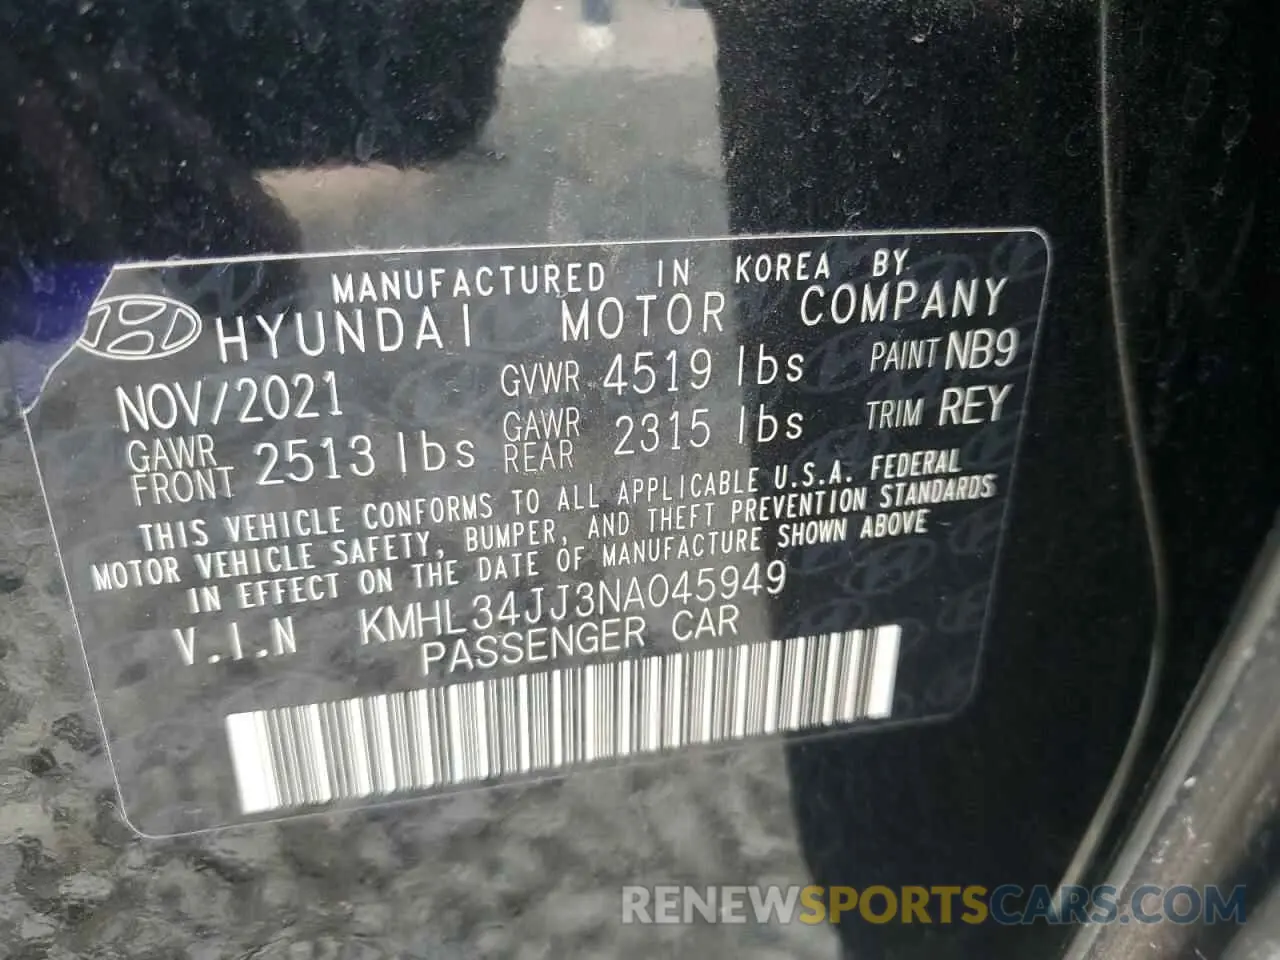 MANUFACTURED IN KOREA BY
HYUNDAI MOTOR COMPANY
NOV/2021 GVWR 4519 lbs PAINT NB9
GAWR FRONT 2513 lbs GAWR REAR 2315 lbs TRIM REY
THIS VEHICLE CONFORMS TO ALL APPLICABLE U.S.A. FEDERAL
MOTOR VEHICLE SAFETY, BUMPER, AND THEFT PREVENTION STANDARDS
IN EFFECT ON THE DATE OF MANUFACTURE SHOWN ABOVE
V.I.N KMHL34JJ3NA045949
PASSENGER CAR
RENEWSPORTSCARS.COM